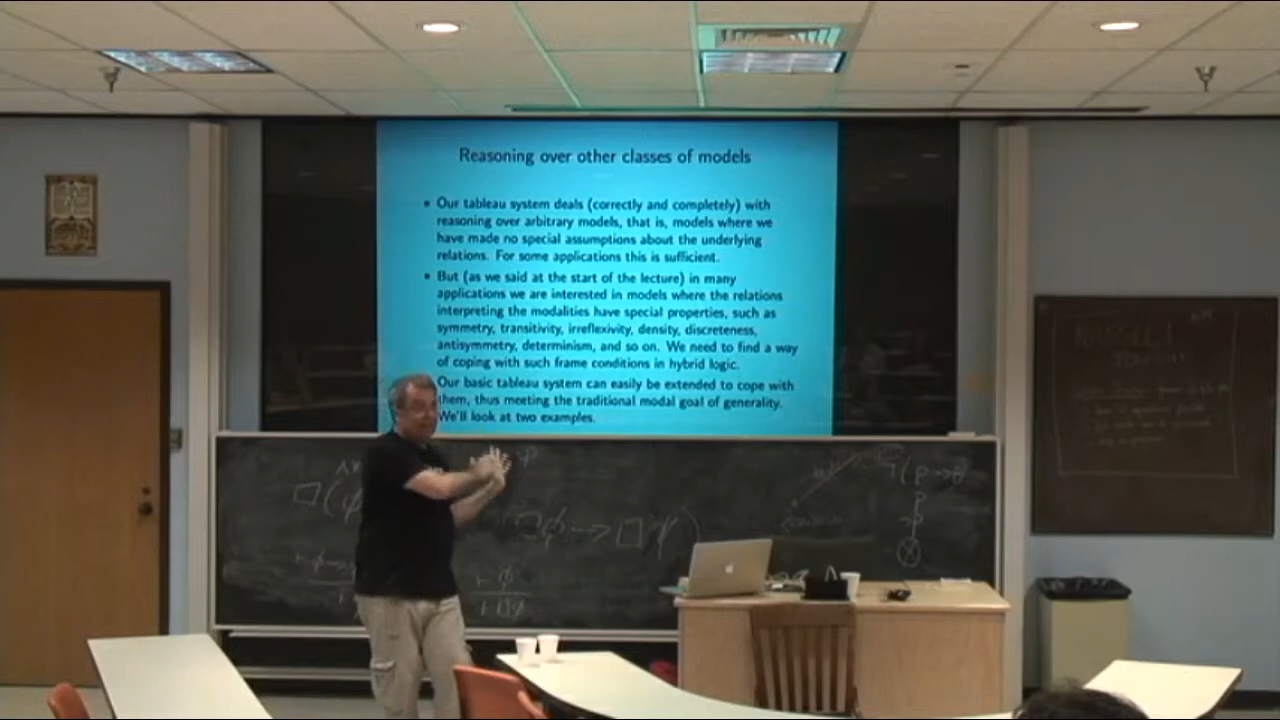 Reasoning over other classes of models
• Our tableau system deals (correctly and completely) with
reasoning over arbitrary models, that is, models where we
have made no special assumptions about the underlying
relations. For some applications this is sufficient.
• But (as we said at the start of the lecture) in many
applications we are interested in models where the relations
interpreting the modalities have special properties, such as
symmetry, transitivity, irreflexivity, density, discreteness,
antisymmetry, determinism, and so on. We need to find a way
of coping with such frame conditions in hybrid logic.
Our basic tableau system can easily be extended to cope with
them, thus meeting the traditional modal goal of generality.
We'll look at two examples.
□(φ
□φ → □ψ)
⊢ φ